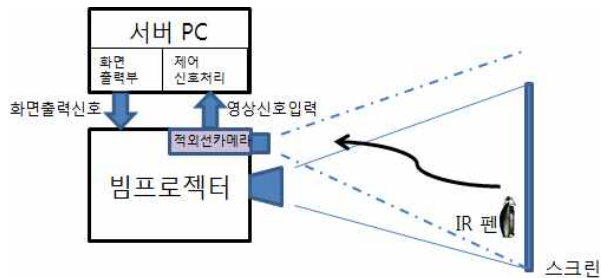 서버 PC
화면
출력부
제어
신호처리
화면출력신호
영상신호입력
적외선카메라
빔프로젝터
IR 펜
스크린